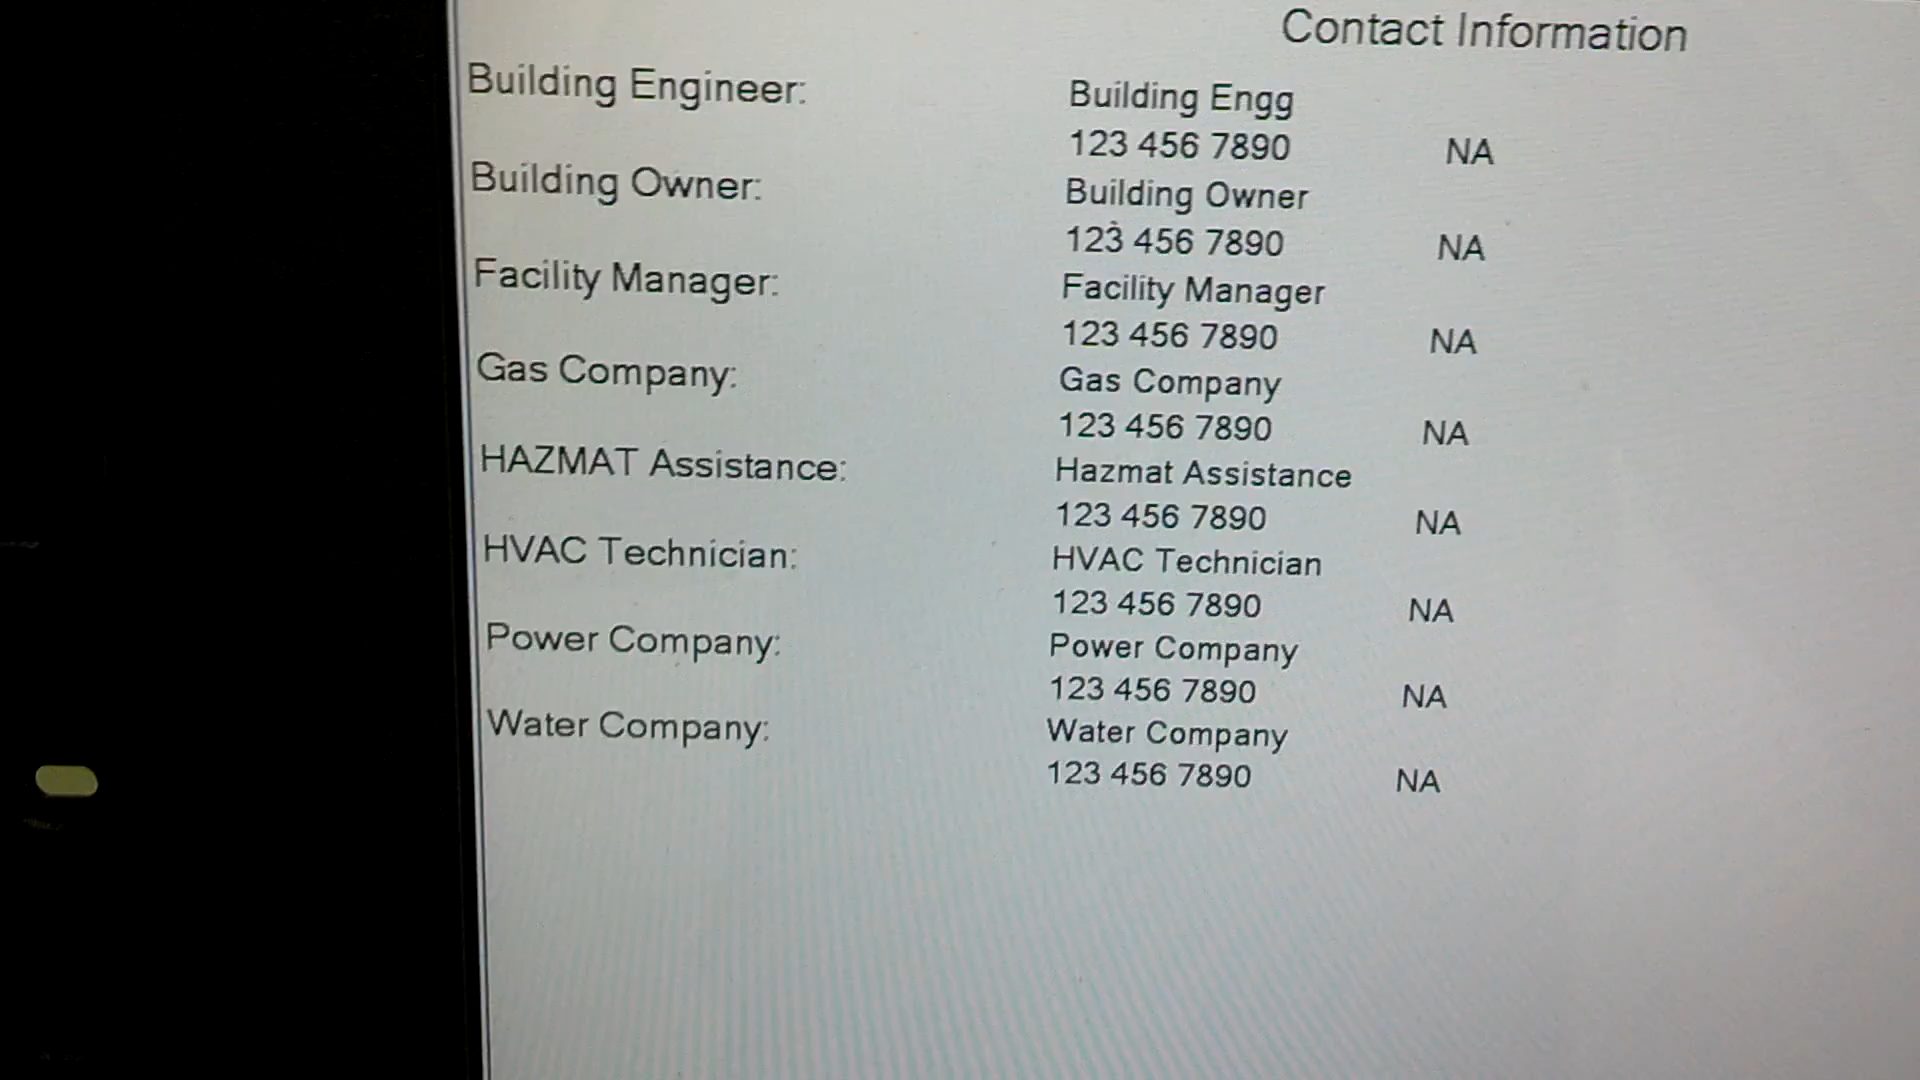 Contact Information
Building Engineer: Building Engg
123 456 7890 NA
Building Owner: Building Owner
123 456 7890 NA
Facility Manager: Facility Manager
123 456 7890 NA
Gas Company: Gas Company
123 456 7890 NA
HAZMAT Assistance: Hazmat Assistance
123 456 7890 NA
HVAC Technician: HVAC Technician
123 456 7890 NA
Power Company: Power Company
123 456 7890 NA
Water Company: Water Company
123 456 7890 NA